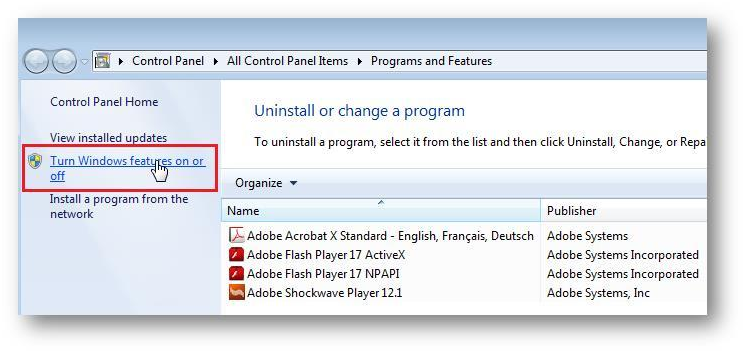 Control Panel All Control Panel Items Programs and Features
Control Panel Home
View installed updates
Turn Windows features on or
off
Install a program from the
network
Uninstall or change a program
To uninstall a program, select it from the list and then click Uninstall, Change, or Repa
Organize
Name Publisher
Adobe Acrobat X Standard - English, Français, Deutsch Adobe Systems
Adobe Flash Player 17 ActiveX Adobe Systems Incorporated
Adobe Flash Player 17 NPAPI Adobe Systems Incorporated
Adobe Shockwave Player 12.1 Adobe Systems, Inc